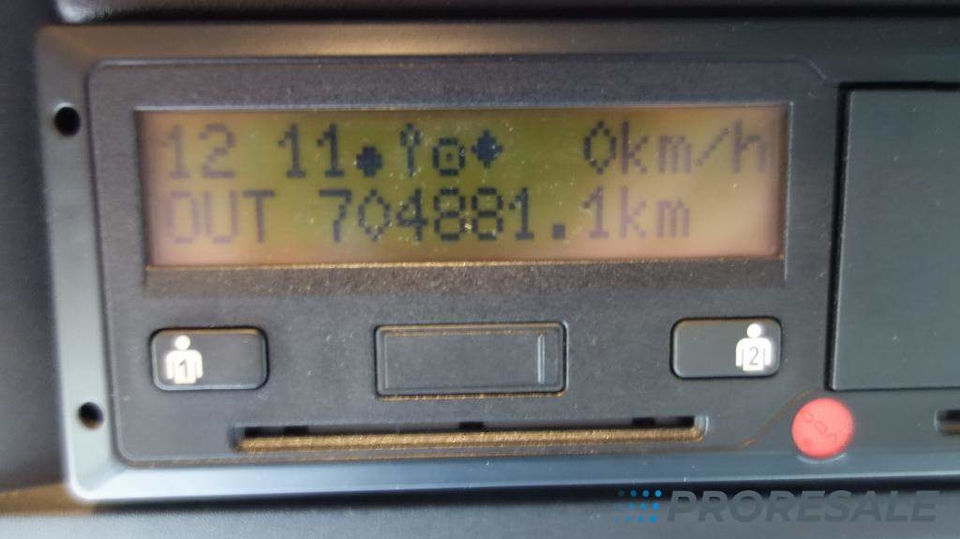 12 11 0km/h
OUT 704881.1km
1
2
PRORESALE